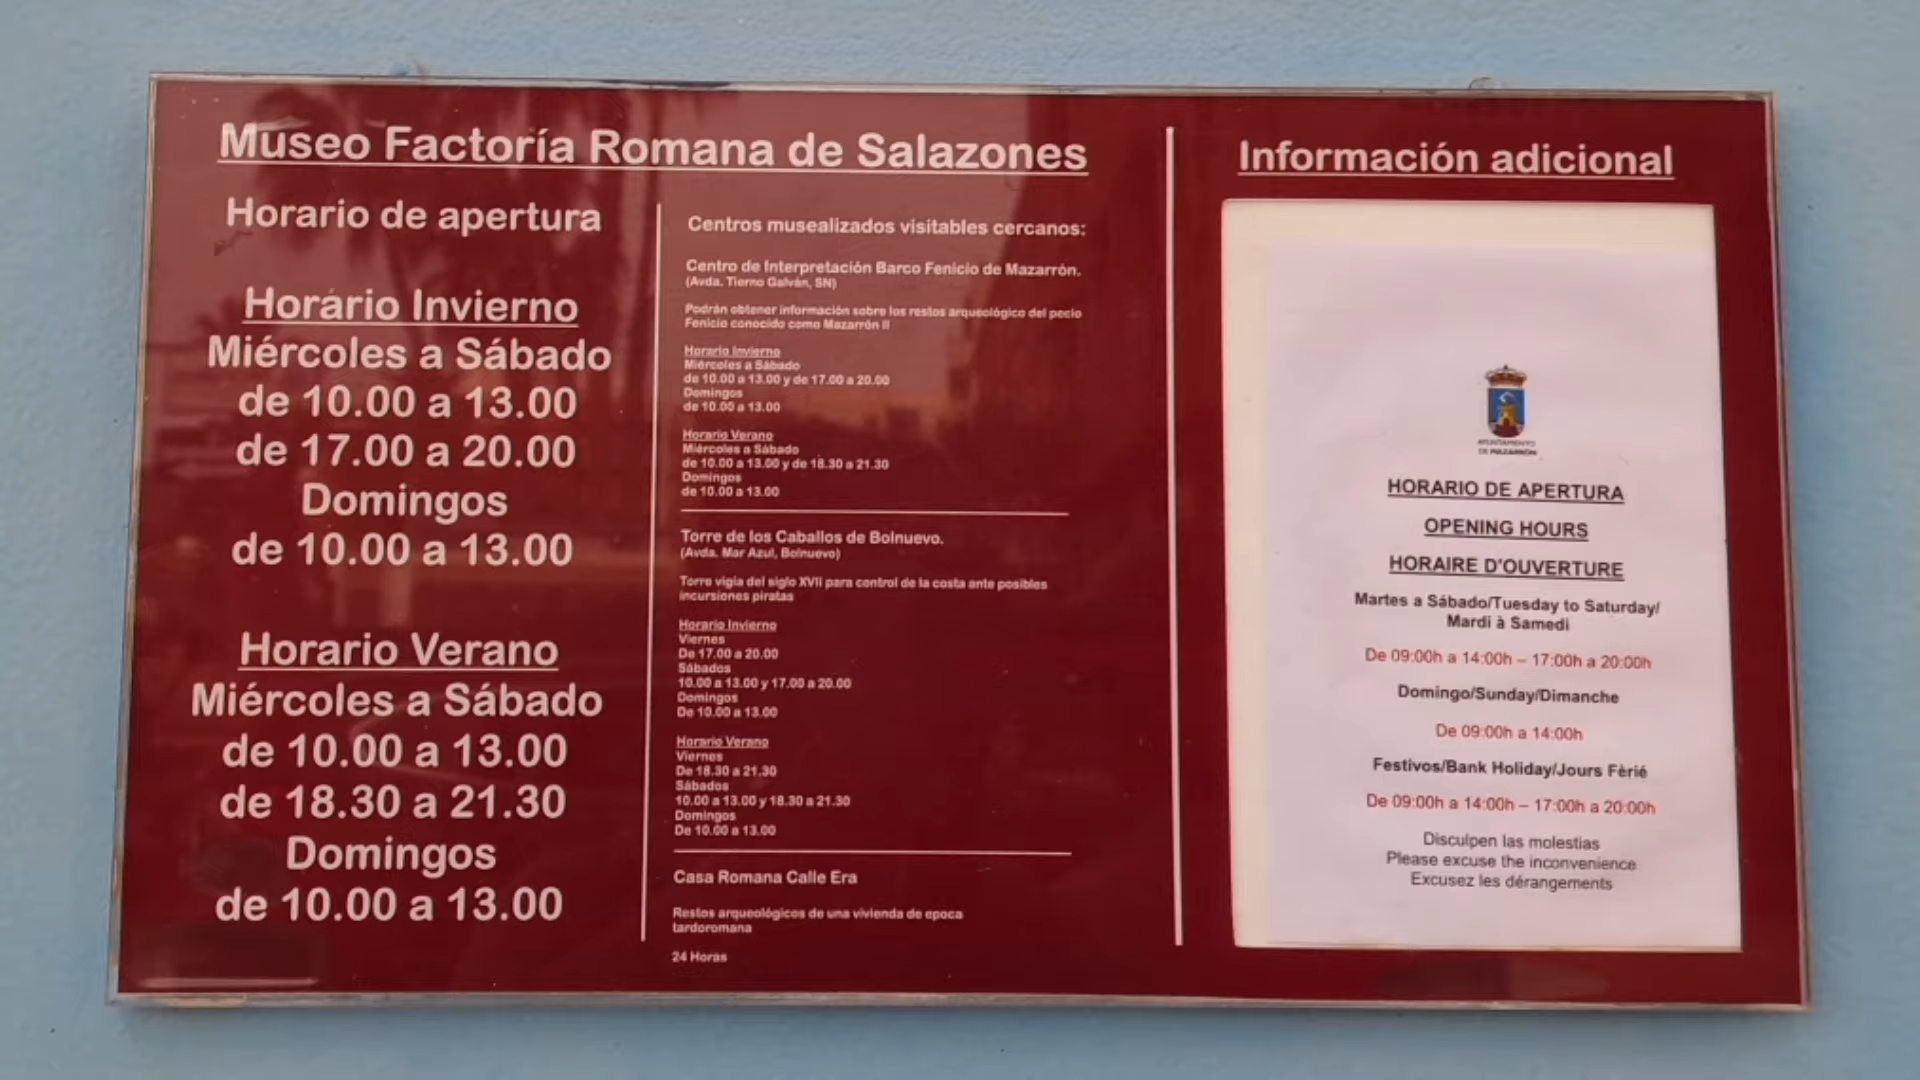 Museo Factoría Romana de Salazones
Horario de apertura
Horario Invierno
Miércoles a Sábado
de 10.00 a 13.00
de 17.00 a 20.00
Domingos
de 10.00 a 13.00
Horario Verano
Miércoles a Sábado
de 10.00 a 13.00
de 18.30 a 21.30
Domingos
de 10.00 a 13.00
Centros musealizados visitables cercanos:
Centro de Interpretación Barco Fenicio de Mazarrón.
(Avda. Tierno Galván, SN)
Podrán obtener información sobre los restos arqueológico del pecio
Fenicio conocido como Mazarrón II
Horario Invierno
Miércoles a Sábado
de 10.00 a 13.00 y de 17.00 a 20.00
Domingos
de 10.00 a 13.00
Horario Verano
Miércoles a Sábado
de 10.00 a 13.00 y de 18.30 a 21.30
Domingos
de 10.00 a 13.00
Torre de los Caballos de Bolnuevo.
(Avda. Mar Azul, Bolnuevo)
Torre vigia del siglo XVII para control de la costa ante posibles
incursiones piratas
Horario Invierno
Viernes
De 17.00 a 20.00
Sábados
10.00 a 13.00 y 17.00 a 20.00
Domingos
De 10.00 a 13.00
Horario Verano
Viernes
De 18.30 a 21.30
Sábados
10.00 a 13.00 y 18.30 a 21.30
Domingos
De 10.00 a 13.00
Casa Romana Calle Era
Restos arqueológicos de una vivienda de epoca
tardoromana
24 Horas
Información adicional
AYUNTAMIENTO
DE MAZARRÓN
HORARIO DE APERTURA
OPENING HOURS
HORAIRE D'OUVERTURE
Martes a Sábado/Tuesday to Saturday/
Mardi à Samedi
De 09:00h a 14:00h – 17:00h a 20:00h
Domingo/Sunday/Dimanche
De 09:00h a 14:00h
Festivos/Bank Holiday/Jours Fèrié
De 09:00h a 14:00h – 17:00h a 20:00h
Disculpen las molestias
Please excuse the inconvenience
Excusez les dérangements